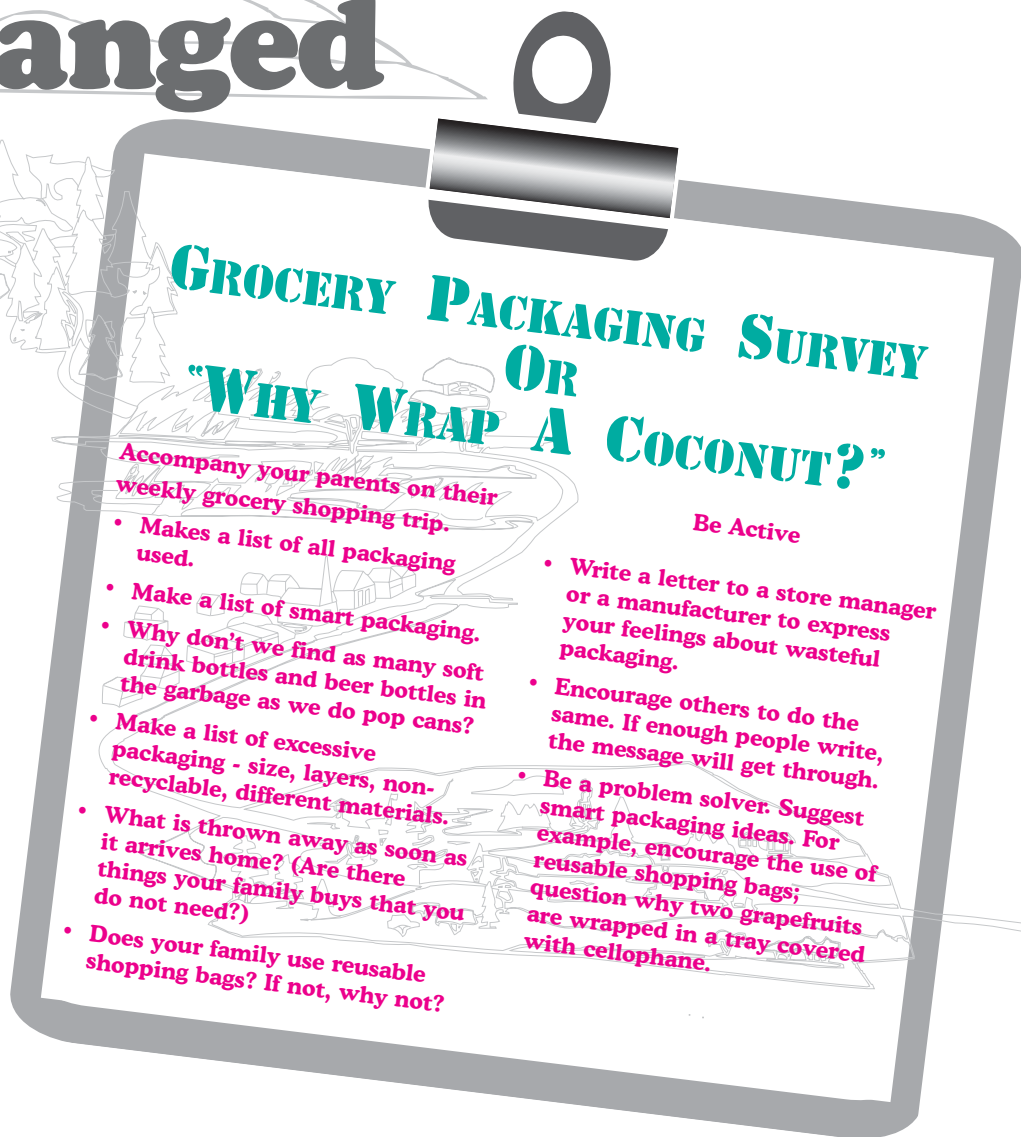 anged
Grocery Packaging Survey
Or
“Why Wrap A Coconut?”
Accompany your parents on their
weekly grocery shopping trip.
• Makes a list of all packaging
used.
• Make a list of smart packaging.
• Why don’t we find as many soft
drink bottles and beer bottles in
the garbage as we do pop cans?
• Make a list of excessive
packaging - size, layers, non-
recyclable, different materials.
• What is thrown away as soon as
it arrives home? (Are there
things your family buys that you
do not need?)
• Does your family use reusable
shopping bags? If not, why not?
Be Active
• Write a letter to a store manager
or a manufacturer to express
your feelings about wasteful
packaging.
• Encourage others to do the
same. If enough people write,
the message will get through.
• Be a problem solver. Suggest
smart packaging ideas. For
example, encourage the use of
reusable shopping bags;
question why two grapefruits
are wrapped in a tray covered
with cellophane.